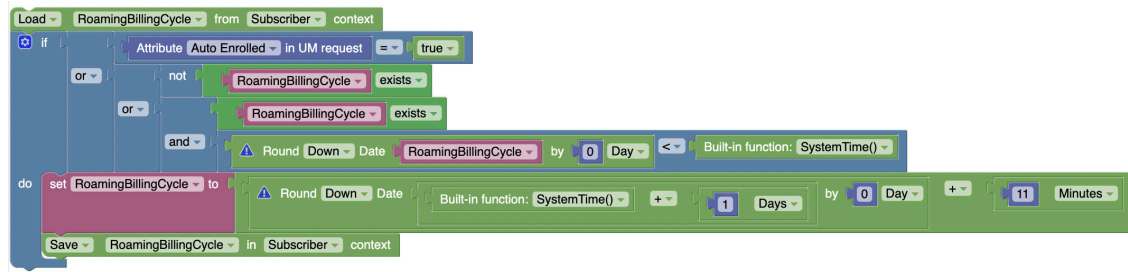 Load RoamingBillingCycle from Subscriber context
if Attribute Auto Enrolled in UM request = true
or not RoamingBillingCycle exists
or RoamingBillingCycle exists
and Round Down Date RoamingBillingCycle by 0 Day < Built-in function: SystemTime()
do set RoamingBillingCycle to Round Down Date Built-in function: SystemTime() + 1 Days by 0 Day + 11 Minutes
Save RoamingBillingCycle in Subscriber context